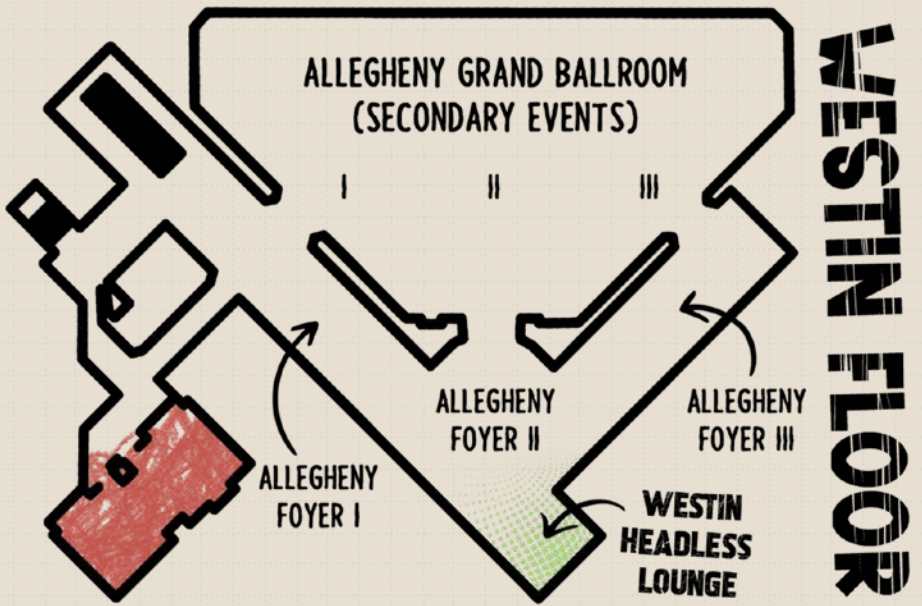 ALLEGHENY GRAND BALLROOM
(SECONDARY EVENTS)
I
II
III
ALLEGHENY
FOYER I
ALLEGHENY
FOYER II
ALLEGHENY
FOYER III
WESTIN
HEADLESS
LOUNGE
WESTIN FLOOR